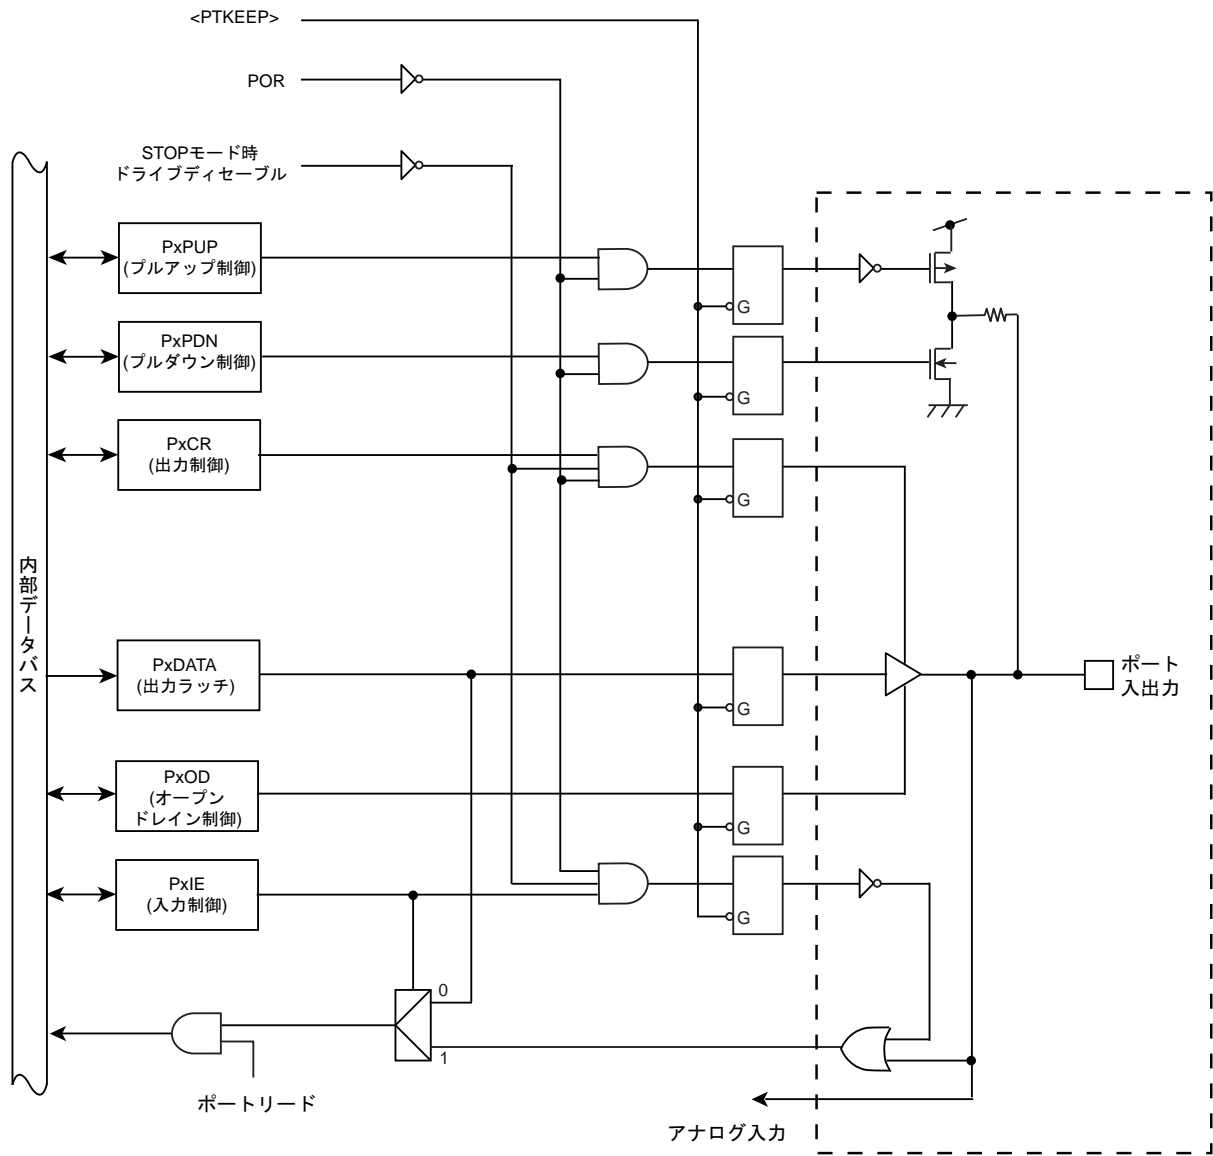 <PTKEEP>
POR
STOPモード時
ドライブディセーブル
PxPUP
(プルアップ制御)
G
PxPDN
(プルダウン制御)
G
PxCR
(出力制御)
G
内部データバス
PxDATA
(出力ラッチ)
G
ポート
入出力
PxOD
(オープン
ドレイン制御)
G
PxIE
(入力制御)
G
0
1
ポートリード
アナログ入力